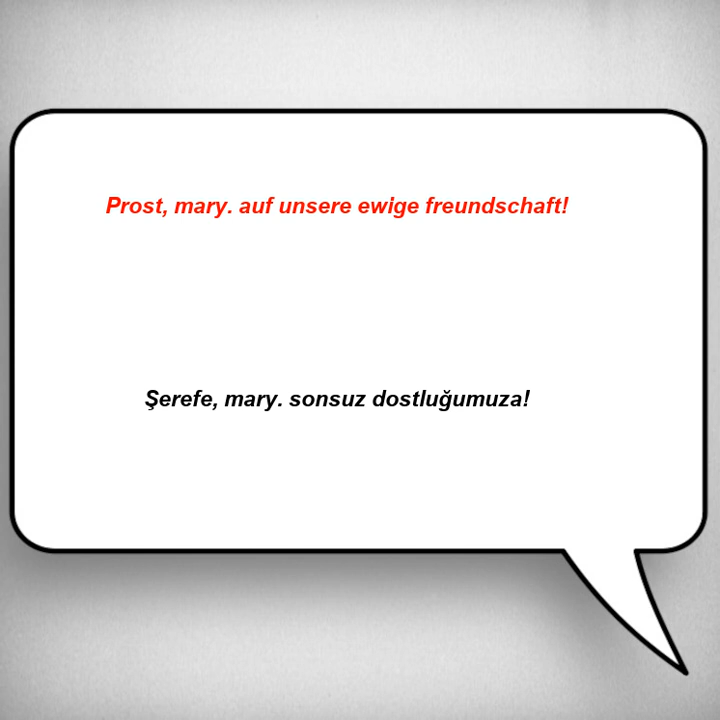 Prost, mary. auf unsere ewige freundschaft!
Şerefe, mary. sonsuz dostluğumuza!